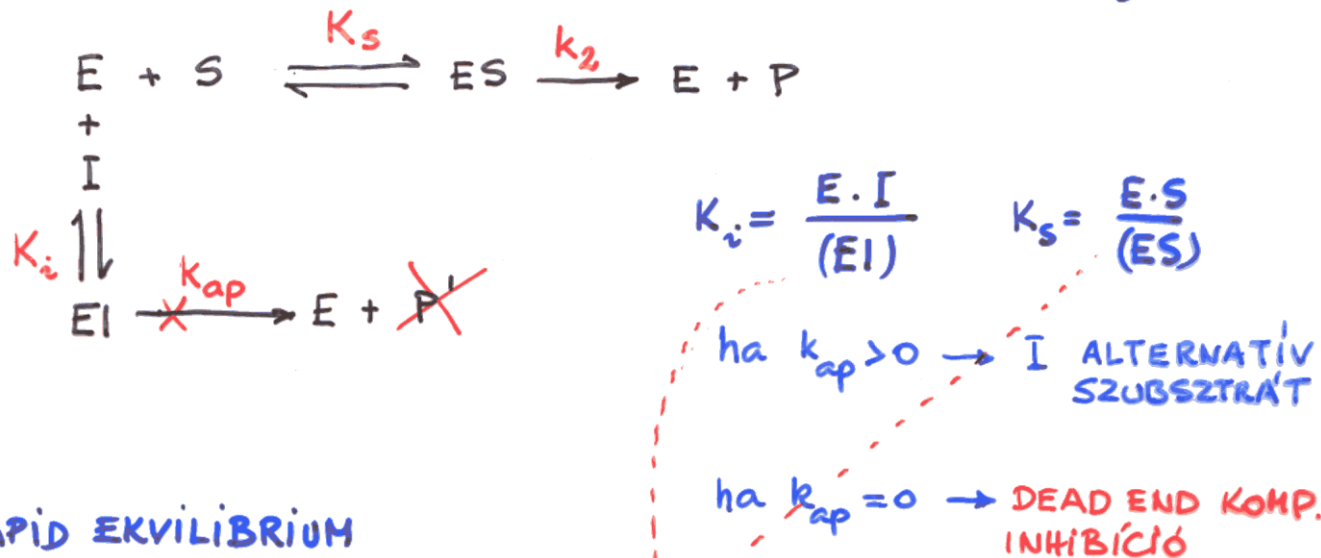 E + S ⇌ ES → E + P
Ks
k2
+
I
Ki
EI → E + P'
kap
Ki = E . I / (EI)
Ks = E.S / (ES)
ha kap > 0 → I ALTERNATÍV
SZUBSZTRÁT
ha kap = 0 → DEAD END KOMP.
INHIBÍCIÓ
APID EKVILIBRIUM